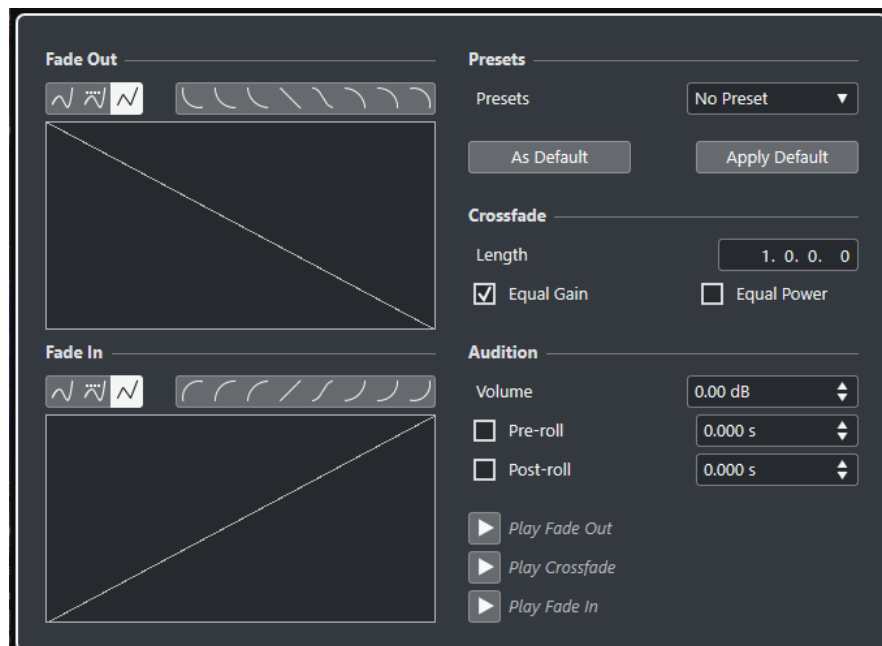 Fade Out
Presets
Presets
No Preset
As Default
Apply Default
Crossfade
Length
1. 0. 0. 0
Equal Gain
Equal Power
Fade In
Audition
Volume
0.00 dB
Pre-roll
0.000 s
Post-roll
0.000 s
Play Fade Out
Play Crossfade
Play Fade In